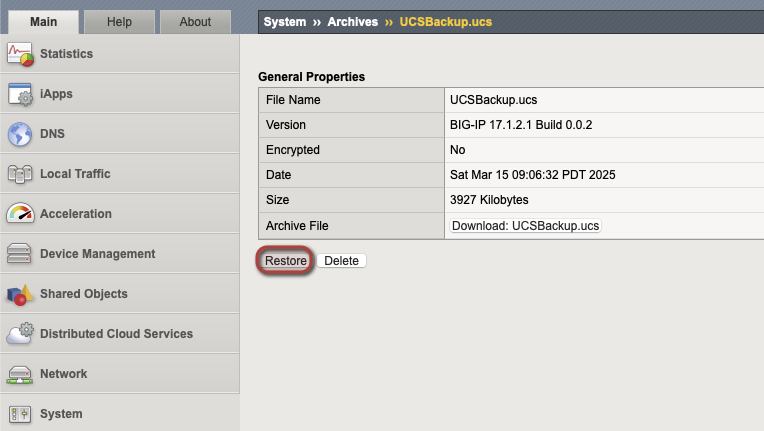 Main Help About
System ›› Archives ›› UCSBackup.ucs
Statistics
iApps
DNS
Local Traffic
Acceleration
Device Management
Shared Objects
Distributed Cloud Services
Network
System
General Properties
File Name UCSBackup.ucs
Version BIG-IP 17.1.2.1 Build 0.0.2
Encrypted No
Date Sat Mar 15 09:06:32 PDT 2025
Size 3927 Kilobytes
Archive File Download: UCSBackup.ucs
Restore Delete